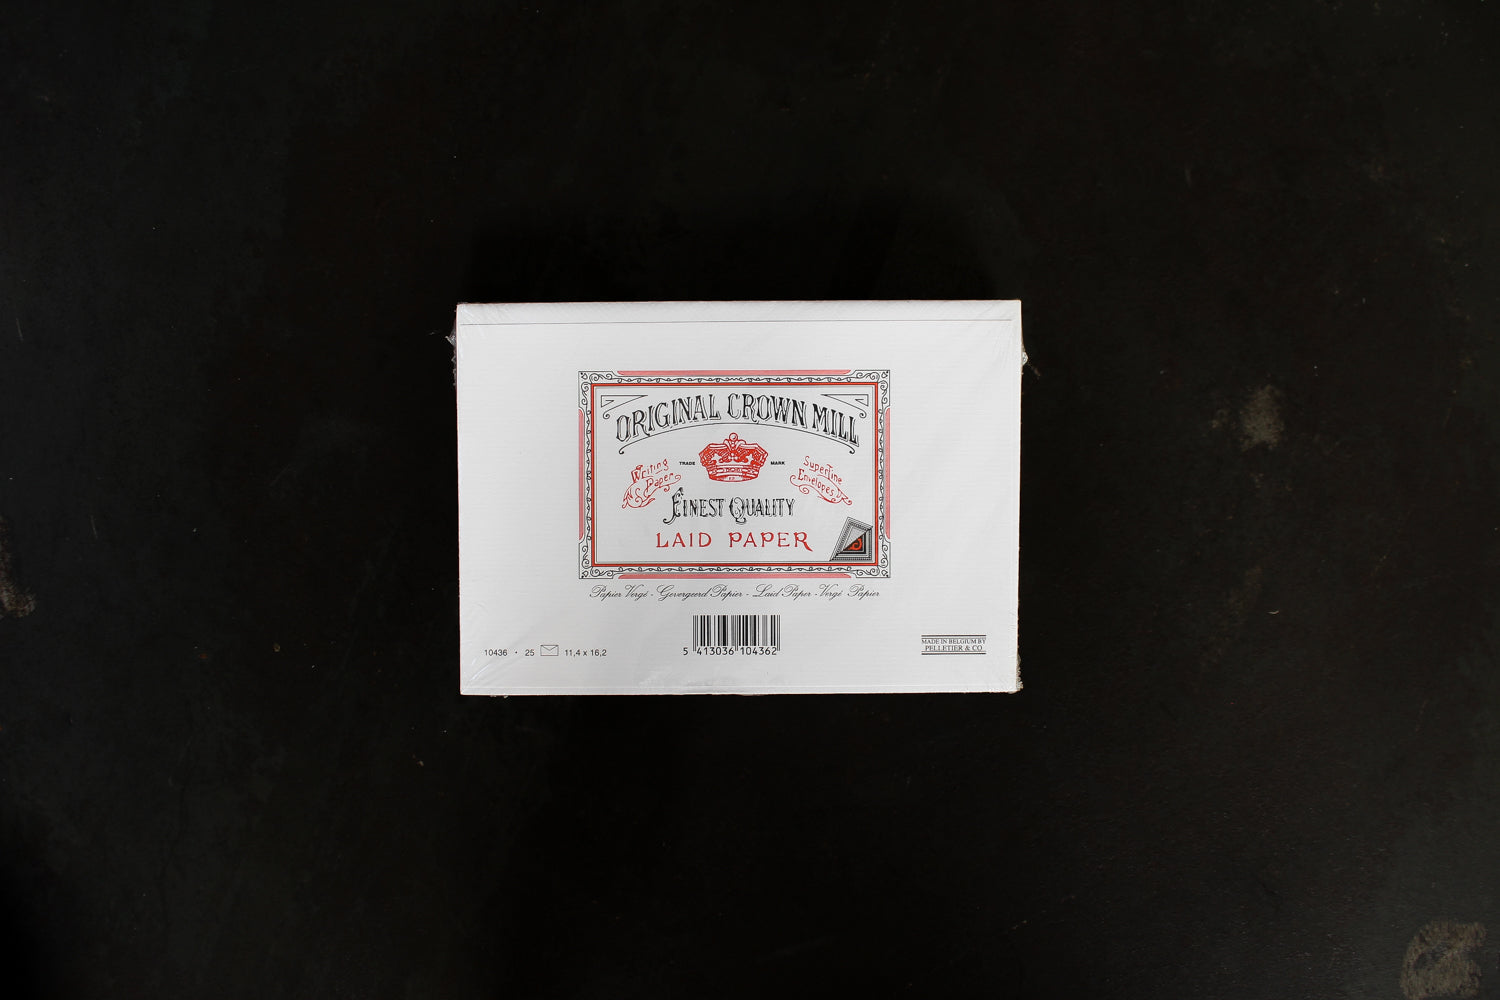 ORIGINAL CROWN MILL
TRADE MARK
Writing Paper
Superfine Envelopes
FINEST QUALITY
LAID PAPER
Papier Vergé - Gevergeerd Papier - Laid Paper - Vergé Papier
10436 · 25 11,4 x 16,2
5 413036 104362
MADE IN BELGIUM BY
PELLETIER & CO